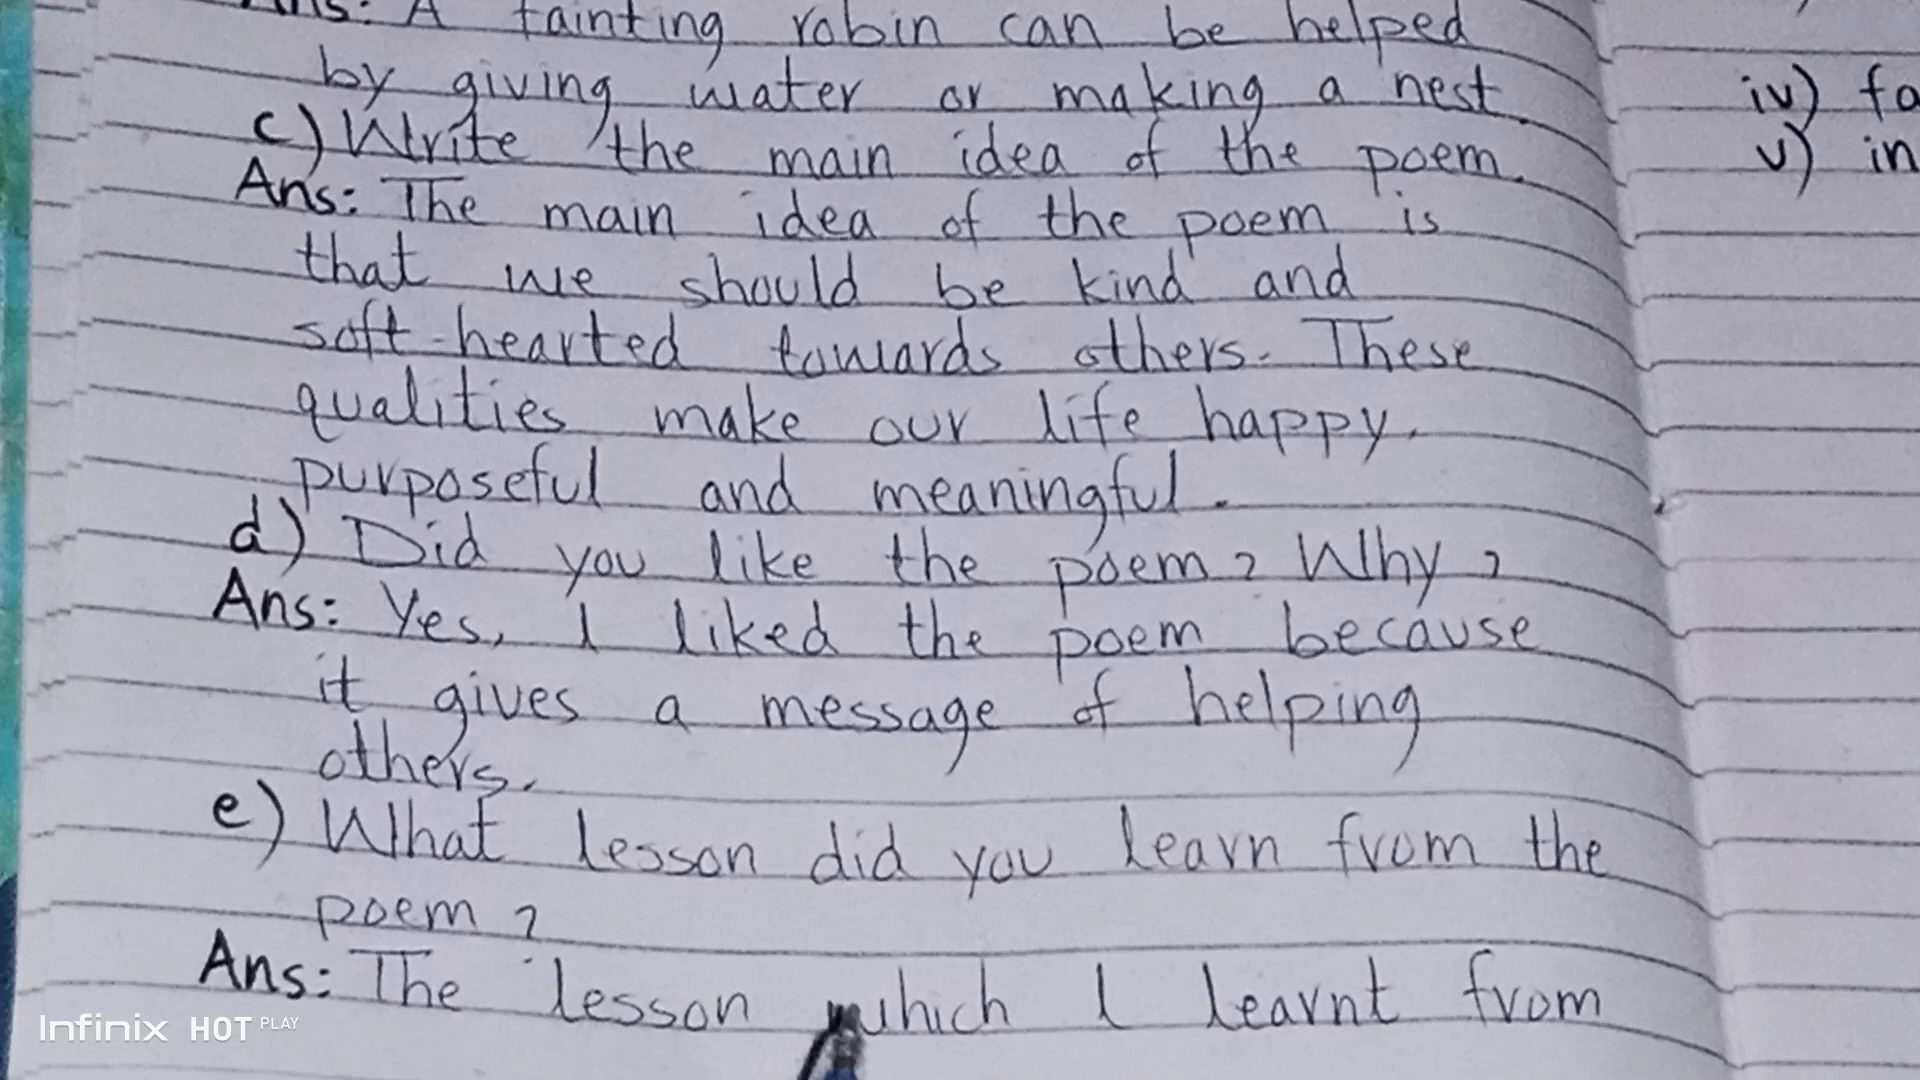 Ans: A fainting robin can be helped
by giving water or making a nest.
c) Write the main idea of the poem.
Ans: The main idea of the poem is
that we should be kind and
soft-hearted towards others. These
qualities make our life happy,
purposeful and meaningful.
d) Did you like the poem? Why?
Ans: Yes, I liked the poem because
it gives a message of helping
others.
e) What lesson did you learn from the
poem?
Ans: The lesson which I learnt from
iv) fa
v) in
Infinix HOT PLAY